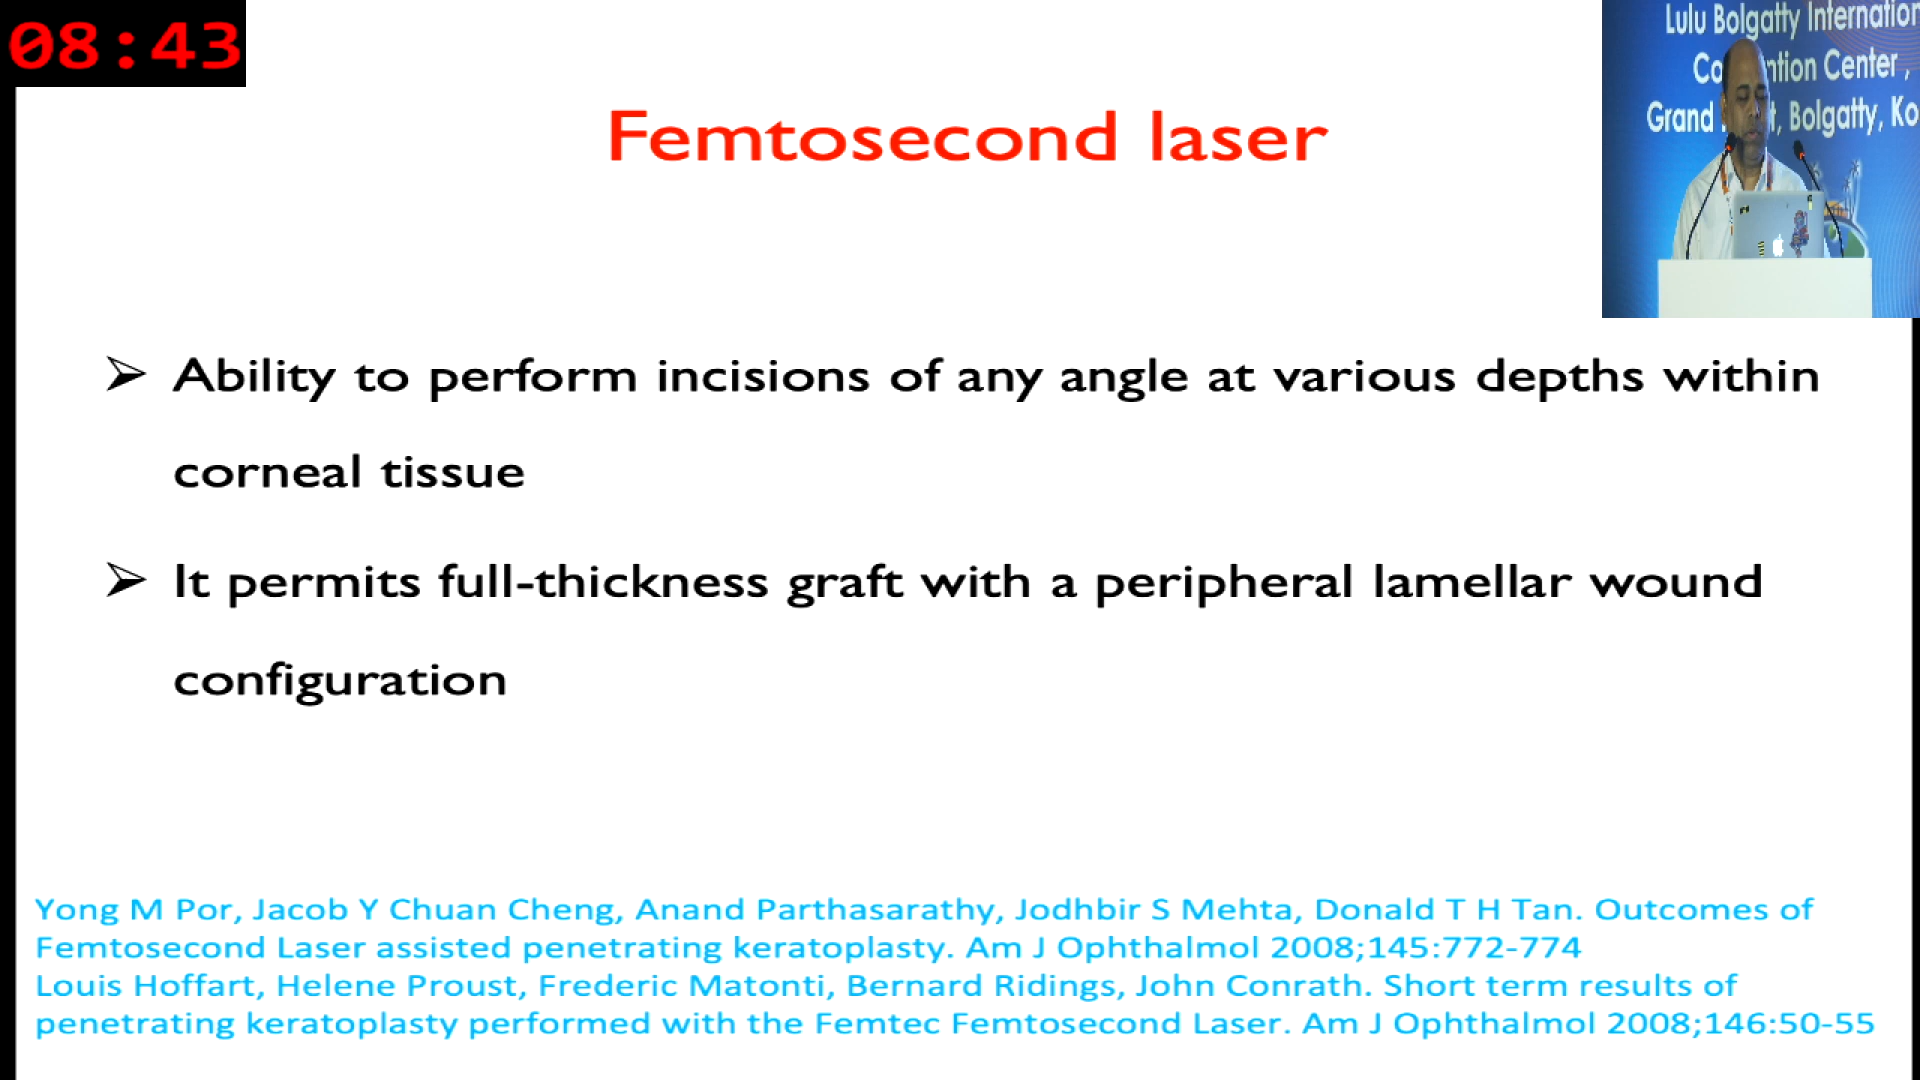 08:43
Lulu Bolgatty Internation
Center ,
Grand
, Bolgatty, Ko
Femtosecond laser
➢ Ability to perform incisions of any angle at various depths within
corneal tissue
➢ It permits full-thickness graft with a peripheral lamellar wound
configuration
Yong M Por, Jacob Y Chuan Cheng, Anand Parthasarathy, Jodhbir S Mehta, Donald T H Tan. Outcomes of
Femtosecond Laser assisted penetrating keratoplasty. Am J Ophthalmol 2008;145:772-774
Louis Hoffart, Helene Proust, Frederic Matonti, Bernard Ridings, John Conrath. Short term results of
penetrating keratoplasty performed with the Femtec Femtosecond Laser. Am J Ophthalmol 2008;146:50-55